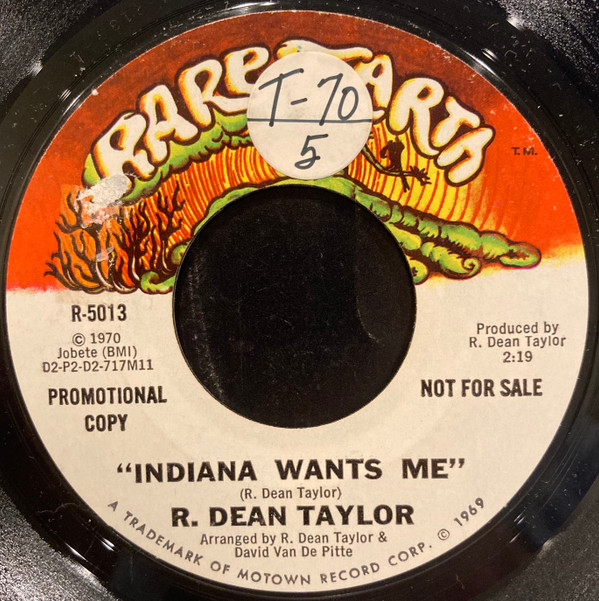 RARE EARTH
T-70
5
T.M.
R-5013
© 1970
Jobete (BMI)
D2-P2-D2-717M11
PROMOTIONAL
COPY
Produced by
R. Dean Taylor
2:19
NOT FOR SALE
"INDIANA WANTS ME"
(R. Dean Taylor)
R. DEAN TAYLOR
Arranged by R. Dean Taylor &
David Van De Pitte
A TRADEMARK OF MOTOWN RECORD CORP. © 1969